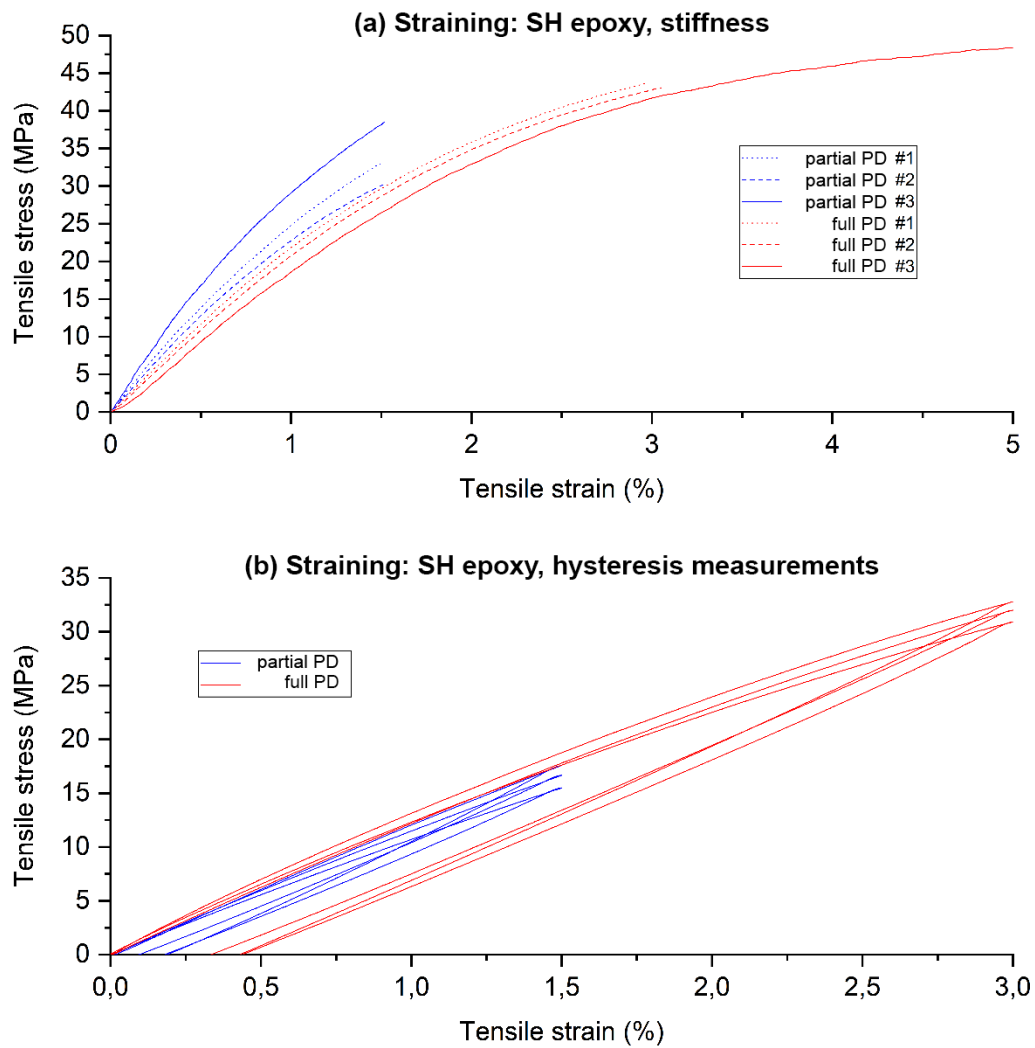 (a) Straining: SH epoxy, stiffness
50
45
40
35
30
25
20
15
10
5
0
Tensile stress (MPa)
partial PD #1
partial PD #2
partial PD #3
full PD #1
full PD #2
full PD #3
0 1 2 3 4 5
Tensile strain (%)
(b) Straining: SH epoxy, hysteresis measurements
35
30
25
20
15
10
5
0
Tensile stress (MPa)
partial PD
full PD
0,0 0,5 1,0 1,5 2,0 2,5 3,0
Tensile strain (%)